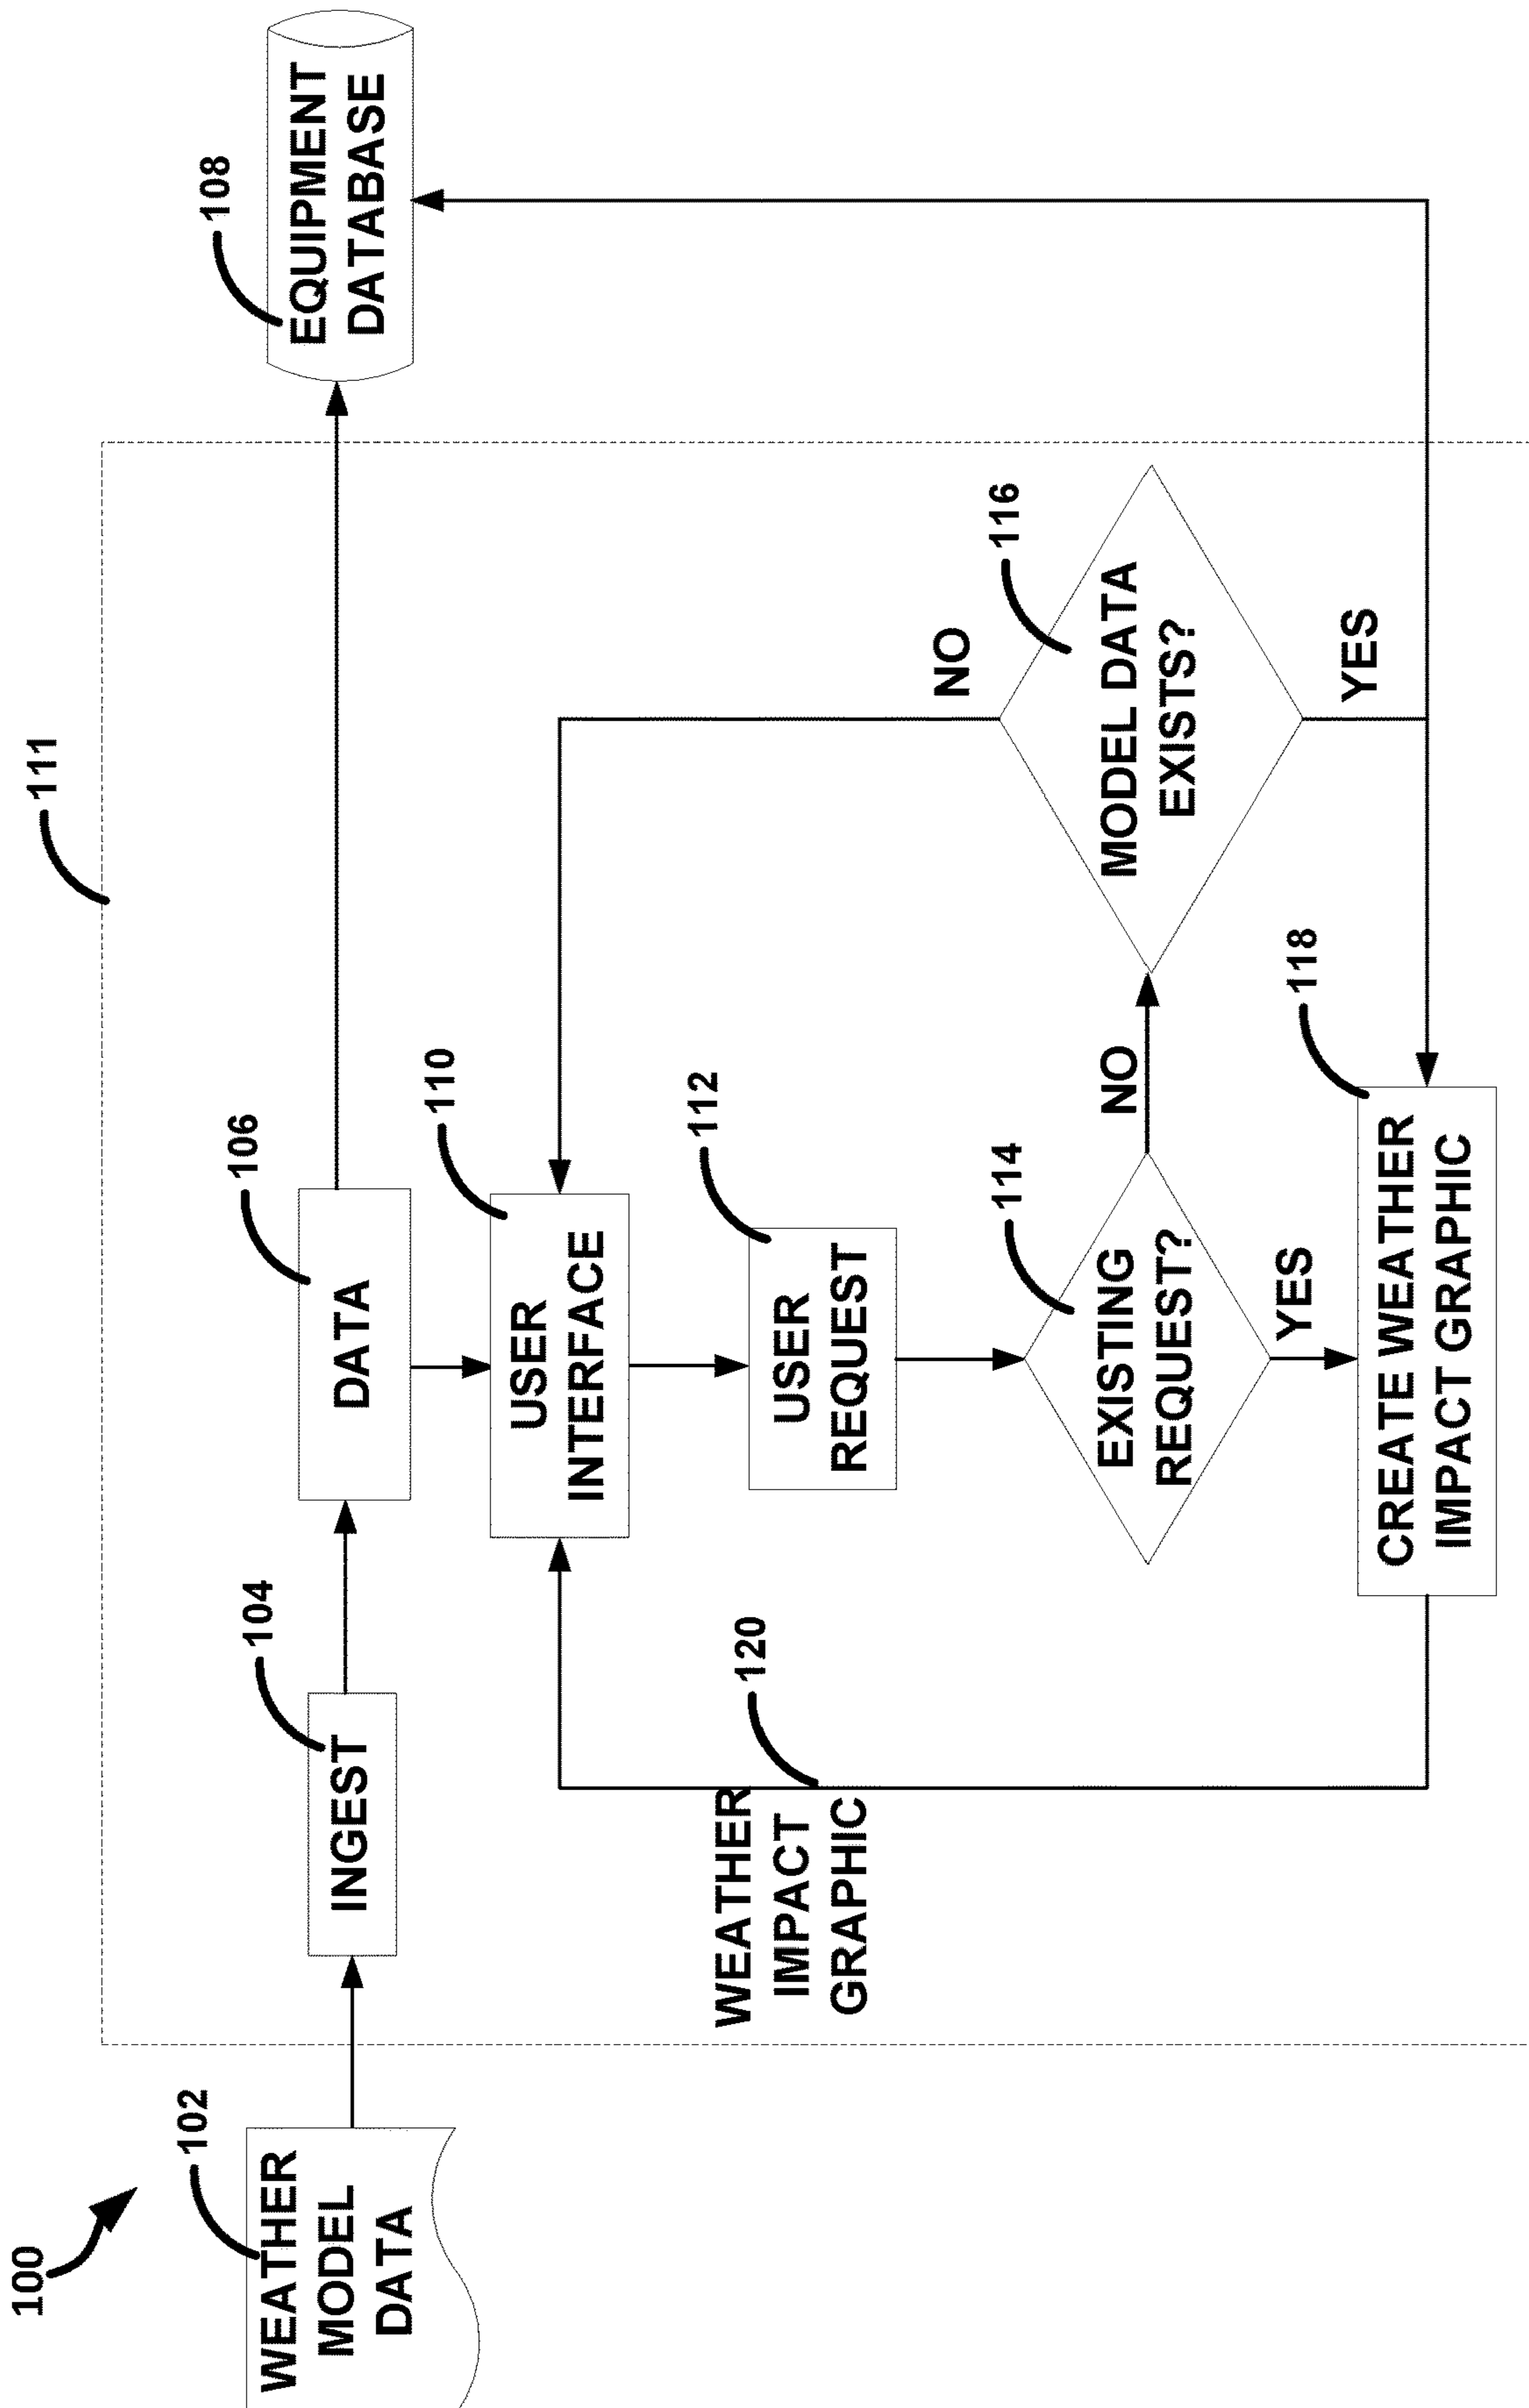 100
102
WEATHER
MODEL
DATA
104
INGEST
106
DATA
108
EQUIPMENT
DATABASE
111
110
USER
INTERFACE
112
USER
REQUEST
114
EXISTING
REQUEST?
NO
YES
116
MODEL DATA
EXISTS?
NO
YES
118
CREATE WEATHER
IMPACT GRAPHIC
120
WEATHER
IMPACT
GRAPHIC